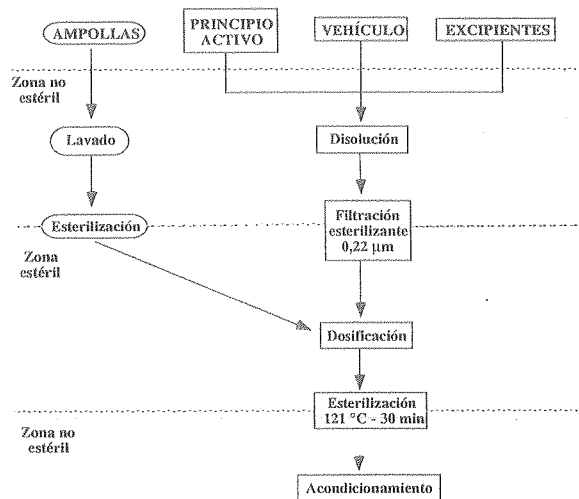 AMPOLLAS
PRINCIPIO
ACTIVO
VEHÍCULO
EXCIPIENTES
Zona no
estéril
Lavado
Disolución
Esterilización
Filtración
esterilizante
0,22 µm
Zona
estéril
Dosificación
Esterilización
121 °C - 30 min
Zona no
estéril
Acondicionamiento